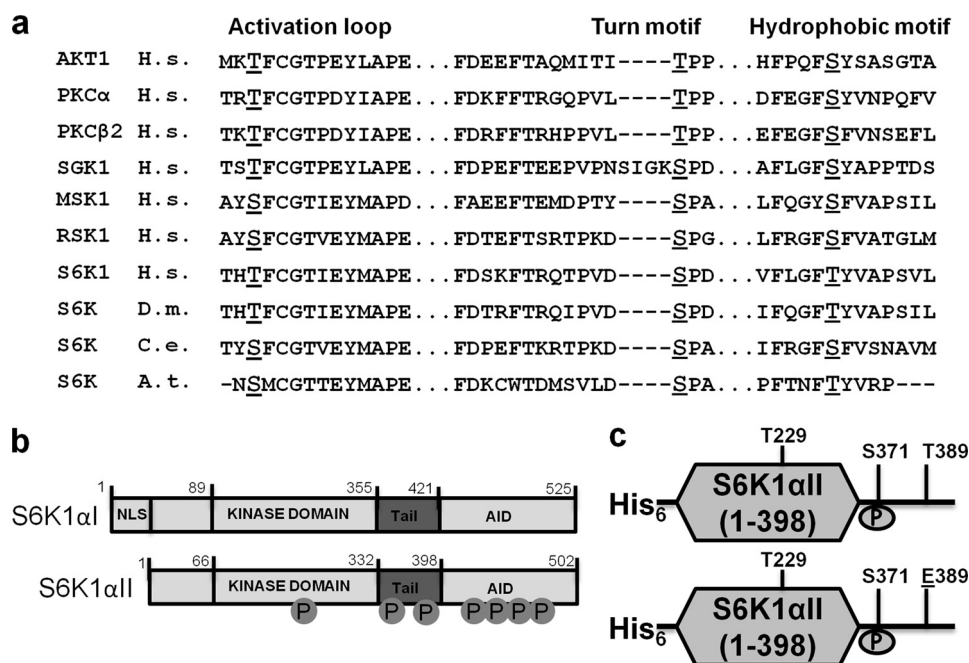 a
Activation loop Turn motif Hydrophobic motif
AKT1 H.s. MKTFCGTPEYLAPE...FDEEFTAQMITI----TPP...HFPQFSYSASGTA
PKCα H.s. TRTFCGTPDYIAPE...FDKFFTRGQPVL----TPP...DFEGFSYVNPQFV
PKCβ2 H.s. TKTFCGTPDYIAPE...FDRFFTRHPPVL----TPP...EFEGFSFVNSEFL
SGK1 H.s. TSTFCGTPEYLAPE...FDPEFTEEPVPNSIGKSPD...AFLGFSYAPPTDS
MSK1 H.s. AYSFCGTIEYMAPD...FAEEFTEMDPTY----SPA...LFQGYSFVAPSIL
RSK1 H.s. AYSFCGTVEYMAPE...FDTEFTSRTPKD----SPG...LFRGFSFVATGLM
S6K1 H.s. THTFCGTIEYMAPE...FDSKFTRQTPVD----SPD...VFLGFTYVAPSVL
S6K D.m. THTFCGTIEYMAPE...FDTRFTRQIPVD----SPD...IFQGFTYVAPSIL
S6K C.e. TYSFCGTVEYMAPE...FDPEFTKRTPKD----SPA...IFRGFSFVSNAVM
S6K A.t. -NSMCGTTEYMAPE...FDKCWTDMSVLD----SPA...PFTNFTYVRP---
b
1 89 355 421 525
S6K1αI NLS KINASE DOMAIN Tail AID
1 66 332 398 502
S6K1αII KINASE DOMAIN Tail AID
P P P P P P P
c
T229 S371 T389
His6 S6K1αII
(1-398) P
T229 S371 E389
His6 S6K1αII
(1-398) P